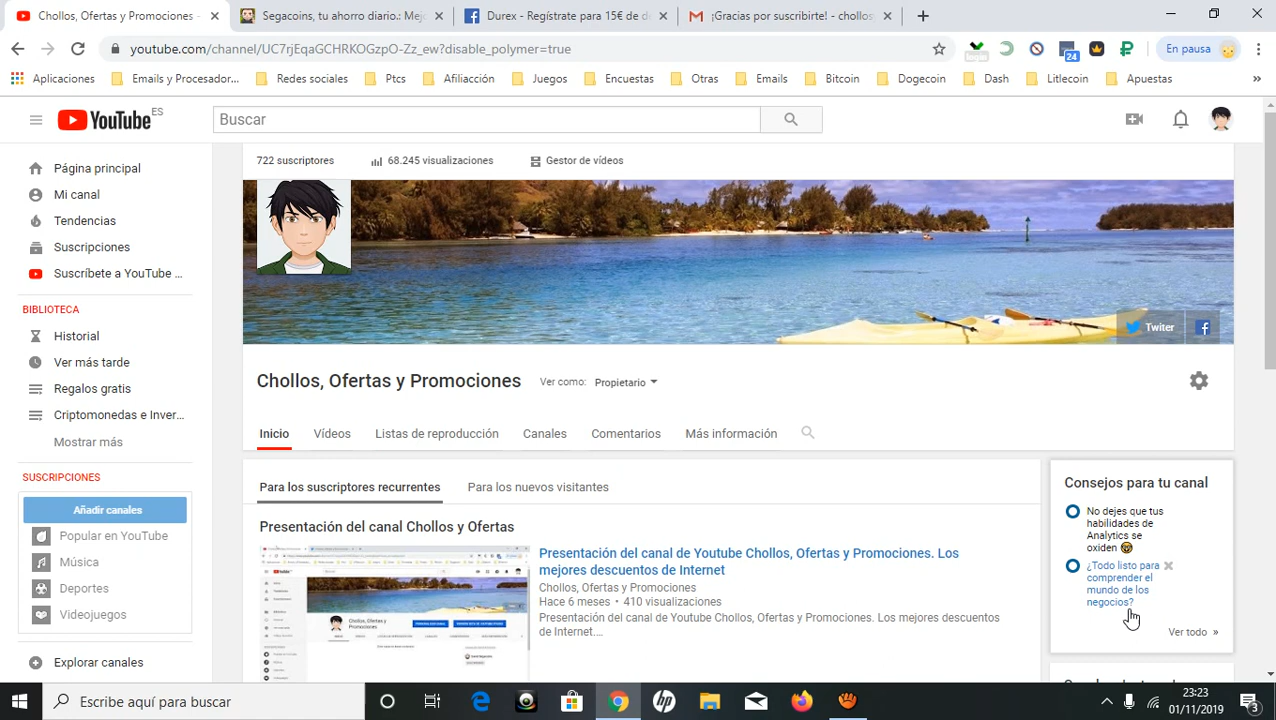 Chollos, Ofertas y Promociones -
Segacoins, tu ahorro diario.: Mej
Durex - Regístrate para 15€ de d
¡Gracias por suscribirte! - chollos
youtube.com/channel/UC7rjEqaGCHRKOGzpO-Zz_ew?disable_polymer=true
24
En pausa
Aplicaciones
Emails y Procesador...
Redes sociales
Ptcs
Juegos
Encuestas
Emails
Bitcoin
Dogecoin
Dash
Litlecoin
Apuestas
»
YouTube ES
Buscar
722 suscriptores
68.245 visualizaciones
Gestor de vídeos
Página principal
Mi canal
Tendencias
Suscripciones
Suscríbete a YouTube ...
BIBLIOTECA
Historial
Ver más tarde
Regalos gratis
Criptomonedas e Inver...
Mostrar más
SUSCRIPCIONES
Añadir canales
Popular en YouTube
Música
Deportes
Videojuegos
Explorar canales
Twiter
Chollos, Ofertas y Promociones
Ver como: Propietario
Inicio
Vídeos
Listas de reproducción
Canales
Comentarios
Más información
Para los suscriptores recurrentes
Para los nuevos visitantes
Presentación del canal Chollos y Ofertas
Presentación del canal de Youtube Chollos, Ofertas y Promociones. Los
mejores descuentos de Internet
Chollos, Ofertas y Promociones
Hace 6 meses • 410 visualizaciones
Presentación del canal de Youtube Chollos, Ofertas y Promociones.Los mejores descuentos
de Internet....
Consejos para tu canal
No dejes que tus
habilidades de
Analytics se
oxiden
¿Todo listo para
comprender el
mundo de los
negocios?
Ver todo »
Escribe aquí para buscar
3:23
01/11/2019
3